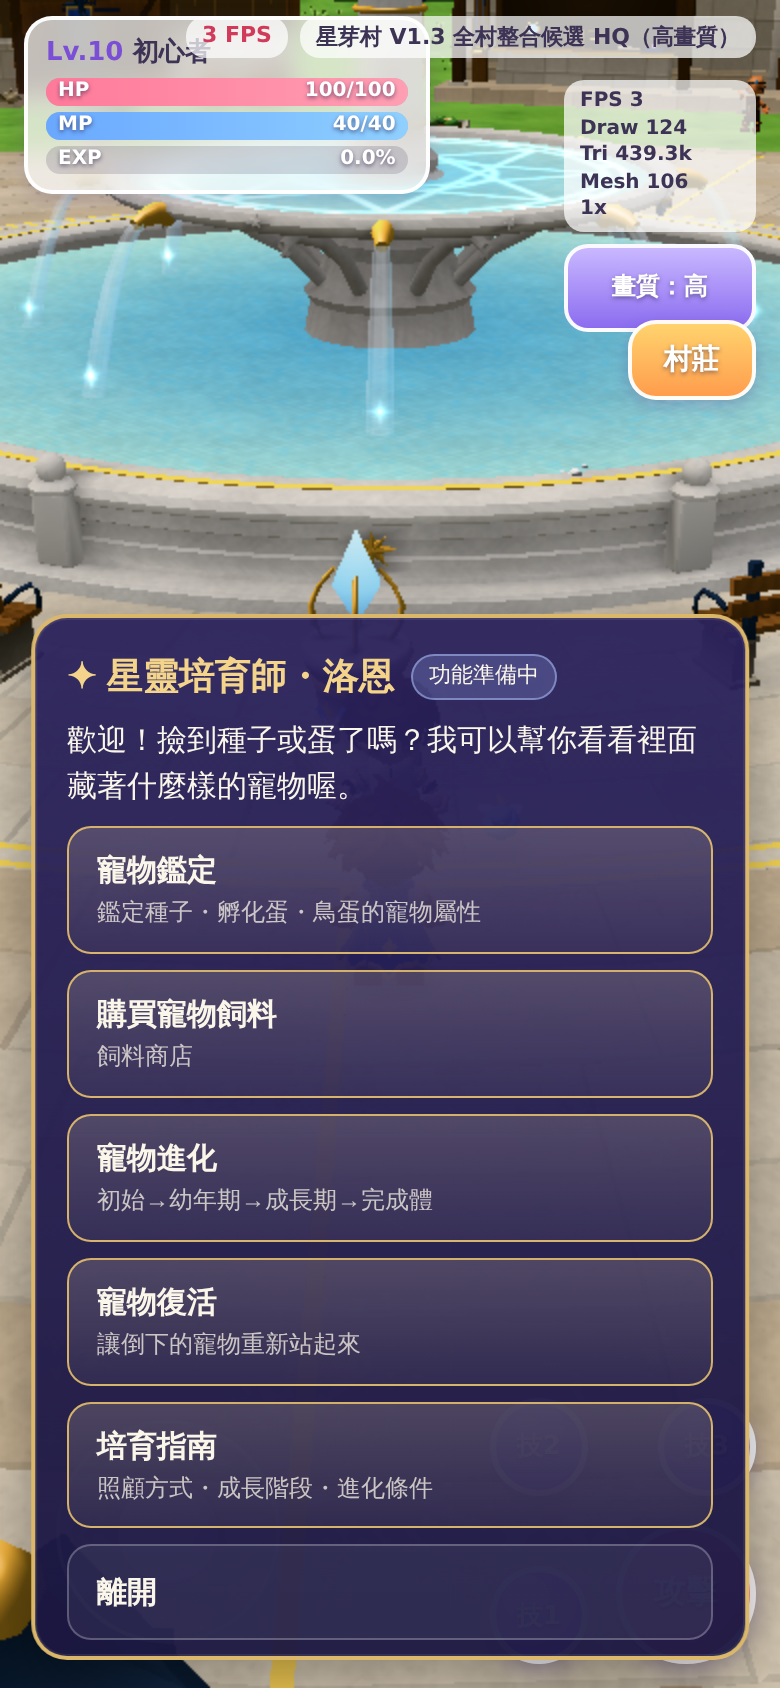 Lv.10 初心者
3 FPS
星芽村 V1.3 全村整合候選 HQ（高畫質）
HP 100/100
MP 40/40
EXP 0.0%
FPS 3
Draw 124
Tri 439.3k
Mesh 106
1x
畫質：高
村莊
✦ 星靈培育師・洛恩 功能準備中
歡迎！撿到種子或蛋了嗎？我可以幫你看看裡面
藏著什麼樣的寵物喔。
寵物鑑定
鑑定種子・孵化蛋・鳥蛋的寵物屬性
購買寵物飼料
飼料商店
寵物進化
初始→幼年期→成長期→完成體
寵物復活
讓倒下的寵物重新站起來
培育指南
照顧方式・成長階段・進化條件
技2
技3
離開
技1
攻擊